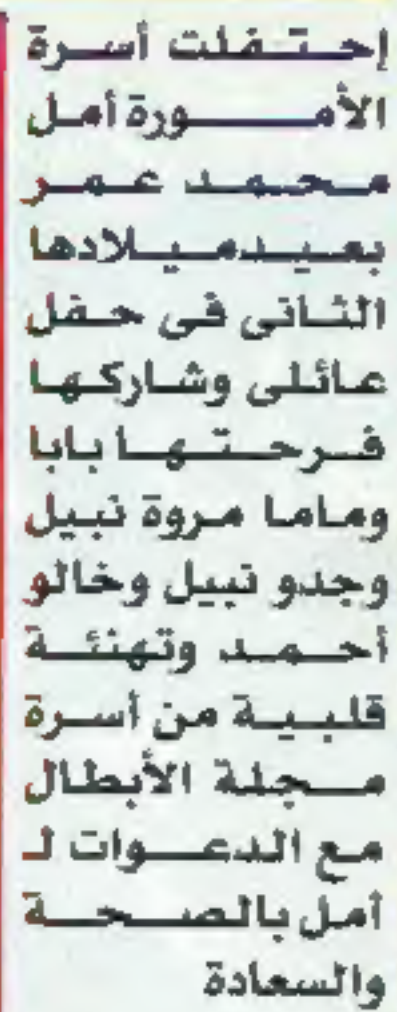 إحتفلت أسرة
الأمورة أمل
محمد عمر
بعيدميلادها
الثانى فى حفل
عائلى وشاركها
فرحتها بابا
وماما مروة نبيل
وجدو نبيل وخالو
أحمد وتهنئة
قلبية من أسرة
مجلة الأبطال
مع الدعوات لـ
أمل بالصحة
والسعادة